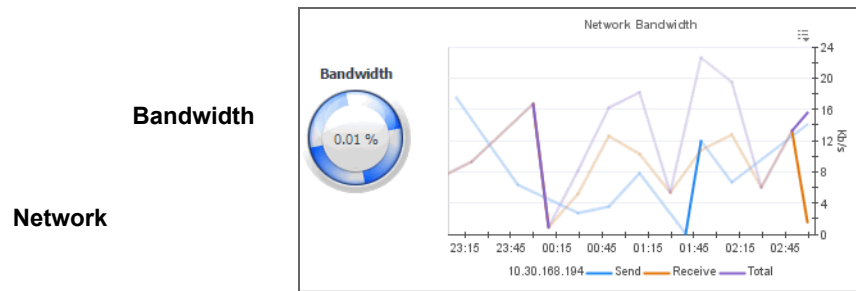 Network Bandwidth
Bandwidth
24
20
Bandwidth
16
0.01 %
12
Kb/s
8
4
Network
0
23:15 23:45 00:15 00:45 01:15 01:45 02:15 02:45
10.30.168.194 Send Receive Total